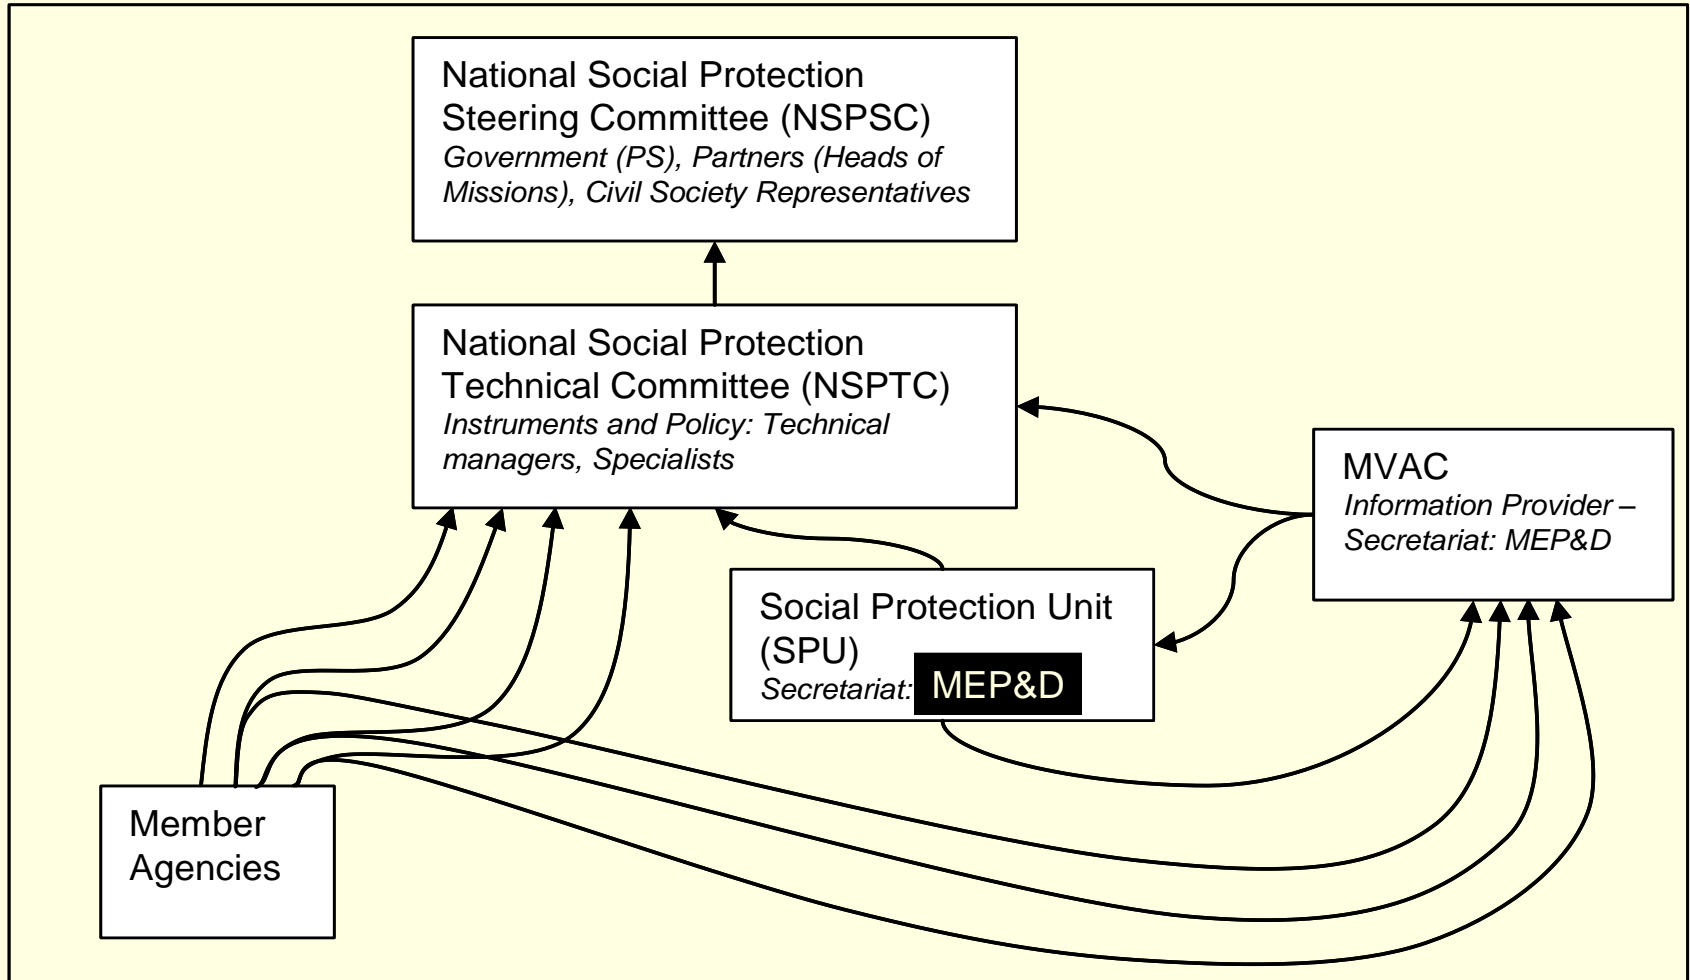 National Social Protection
Steering Committee (NSPSC)
Government (PS), Partners (Heads of
Missions), Civil Society Representatives
National Social Protection
Technical Committee (NSPTC)
Instruments and Policy: Technical
managers, Specialists
MVAC
Information Provider –
Secretariat: MEP&D
Social Protection Unit
(SPU)
Secretariat: MEP&D
Member
Agencies